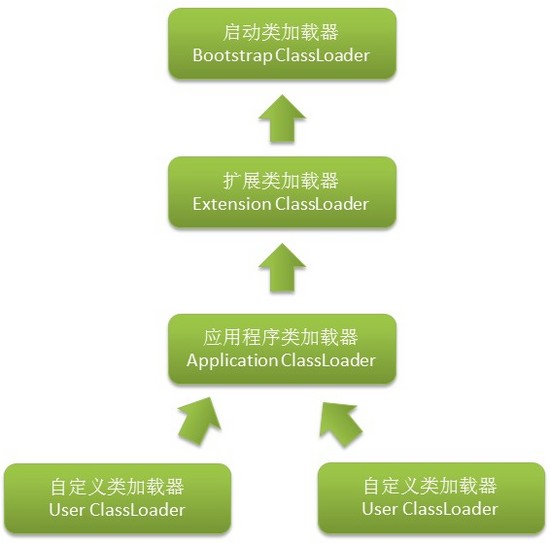 启动类加载器
Bootstrap ClassLoader
扩展类加载器
Extension ClassLoader
应用程序类加载器
Application ClassLoader
自定义类加载器
User ClassLoader
自定义类加载器
User ClassLoader